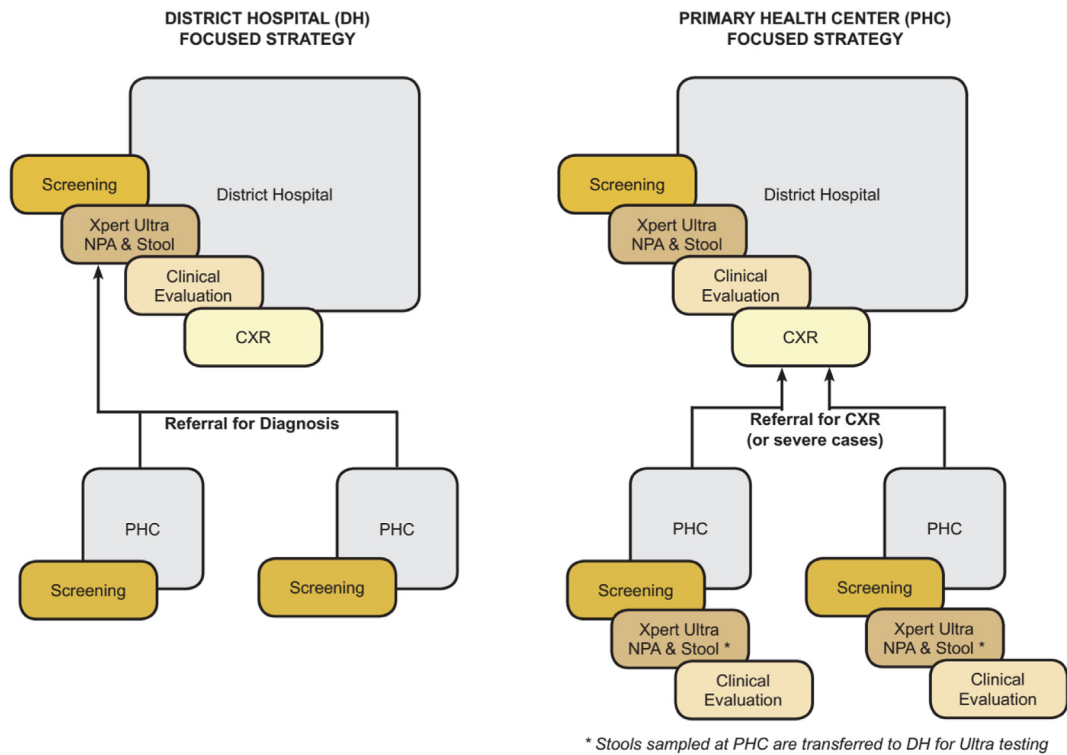 DISTRICT HOSPITAL (DH)
FOCUSED STRATEGY
District Hospital
Screening
Xpert Ultra
NPA & Stool
Clinical
Evaluation
CXR
Referral for Diagnosis
PHC
Screening
PHC
Screening
PRIMARY HEALTH CENTER (PHC)
FOCUSED STRATEGY
District Hospital
Screening
Xpert Ultra
NPA & Stool
Clinical
Evaluation
CXR
Referral for CXR
(or severe cases)
PHC
Screening
Xpert Ultra
NPA & Stool *
Clinical
Evaluation
PHC
Screening
Xpert Ultra
NPA & Stool *
Clinical
Evaluation
* Stools sampled at PHC are transferred to DH for Ultra testing